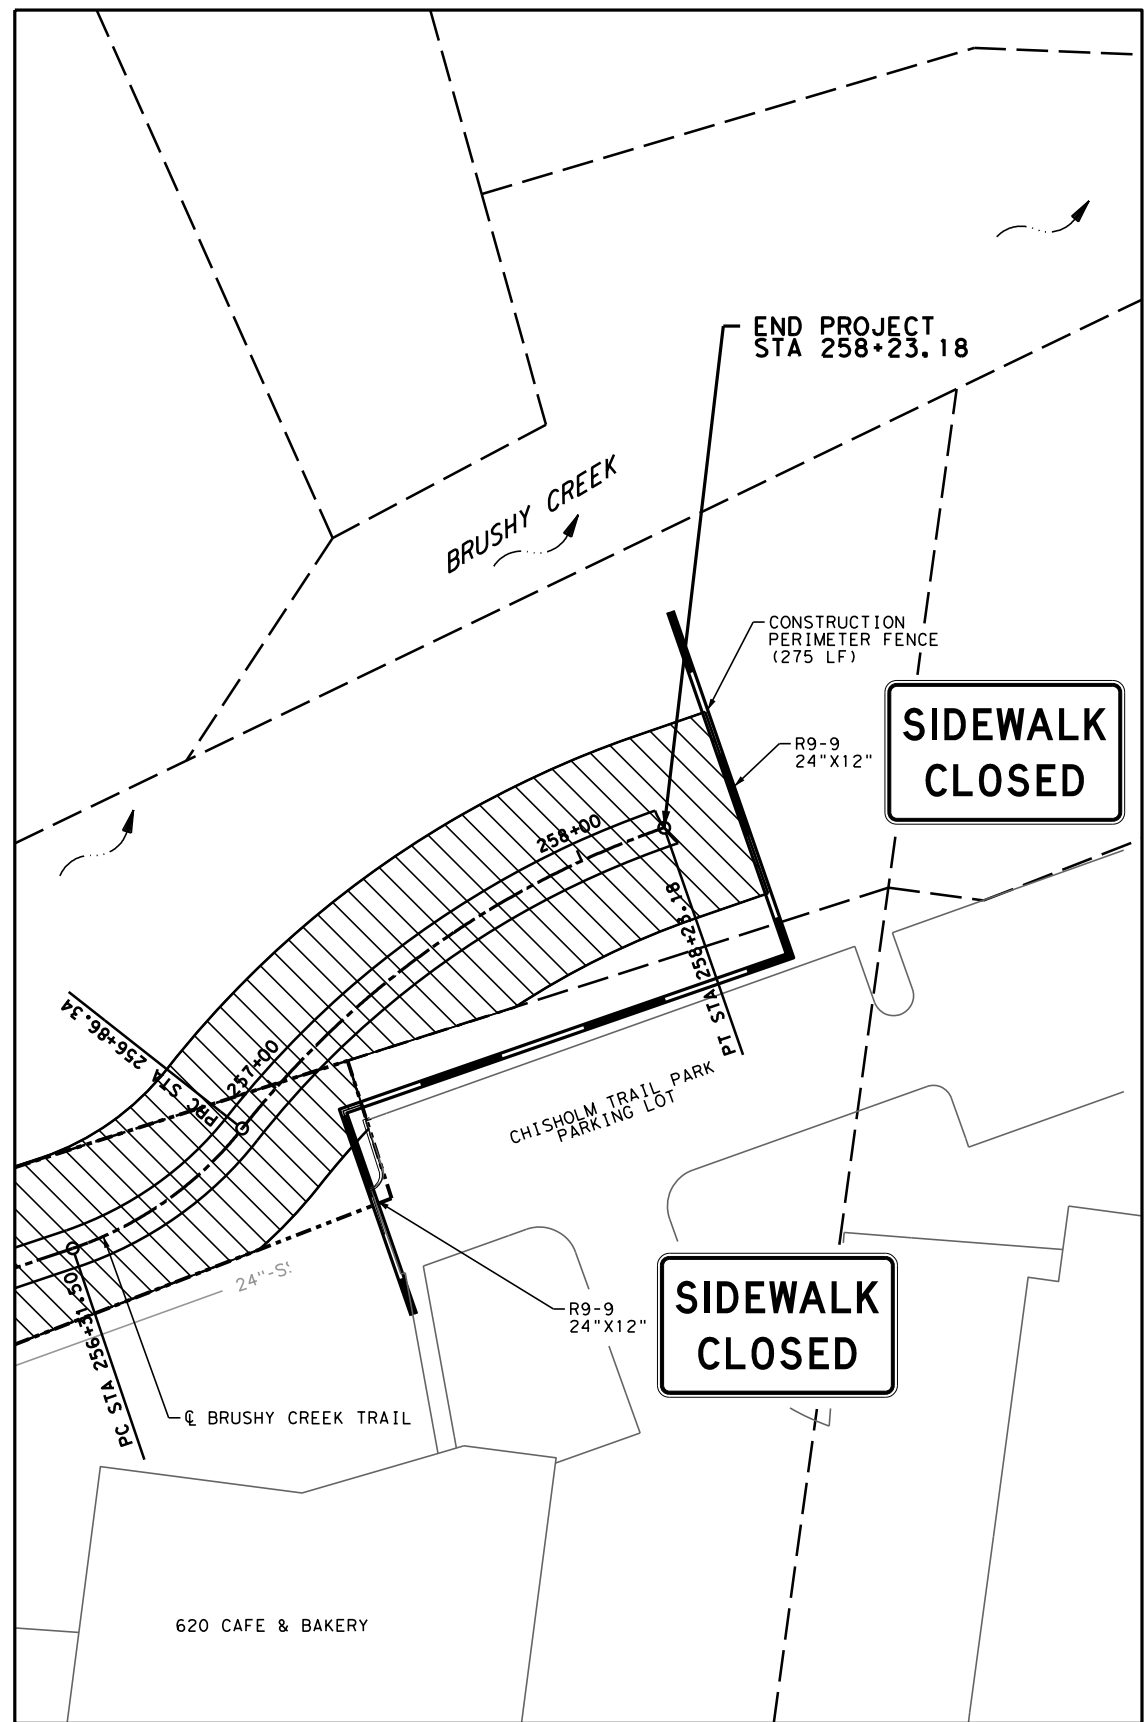 END PROJECT
STA 258+23.18
BRUSHY CREEK
CONSTRUCTION
PERIMETER FENCE
(275 LF)
SIDEWALK
CLOSED
R9-9
24"X12"
258+00
PT STA 258+23.18
PRC STA 256+86.34
257+00
CHISHOLM TRAIL PARK
PARKING LOT
24"-S
SIDEWALK
CLOSED
R9-9
24"X12"
PC STA 256+31.50
℄ BRUSHY CREEK TRAIL
620 CAFE & BAKERY